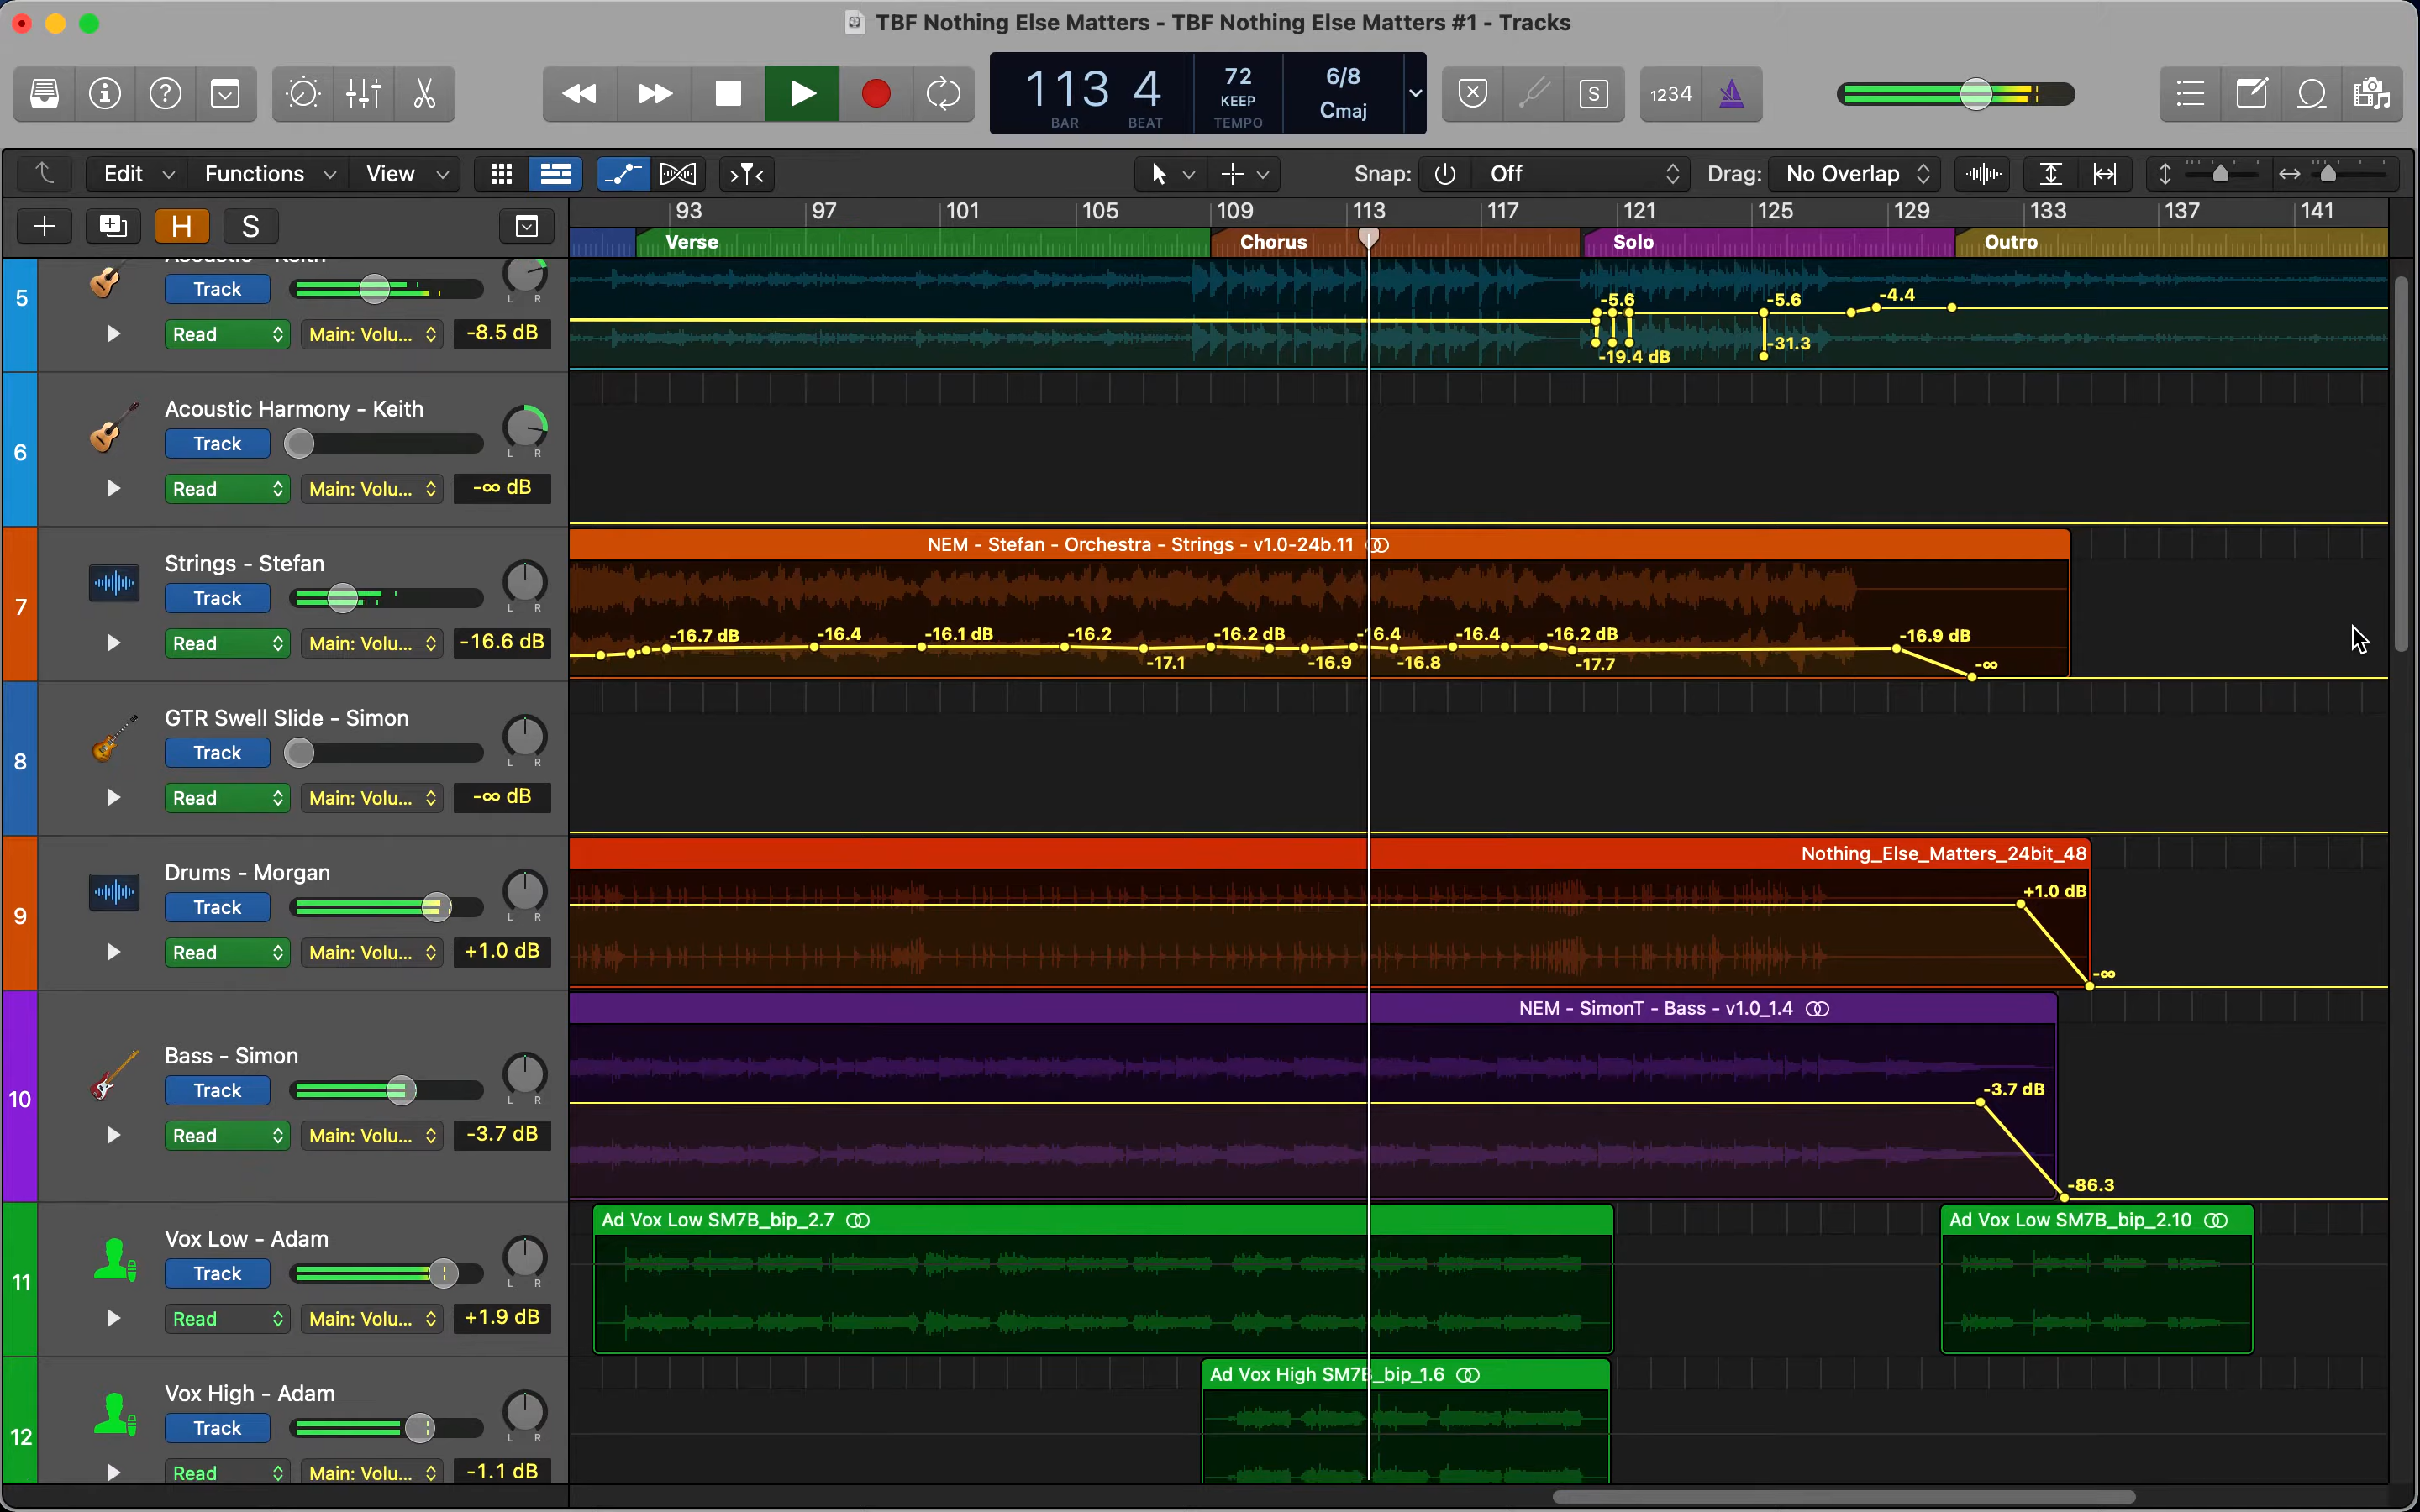 TBF Nothing Else Matters - TBF Nothing Else Matters #1 - Tracks
113 4 72 6/8
KEEP Cmaj
BAR BEAT TEMPO
S 1234
Edit Functions View Snap: Off Drag: No Overlap
H S 93 97 101 105 109 113 117 121 125 129 133 137 141
Verse Chorus Solo Outro
5 Track
L R
Read Main: Volu... -8.5 dB
-5.6 -5.6 -4.4
-19.4 dB -31.3
6 Acoustic Harmony - Keith
Track
L R
Read Main: Volu... -∞ dB
NEM - Stefan - Orchestra - Strings - v1.0-24b.11
7 Strings - Stefan
Track
L R
Read Main: Volu... -16.6 dB
-16.7 dB -16.4 -16.1 dB -16.2 -16.2 dB -16.4 -16.4 -16.2 dB -16.9 dB
-17.1 -16.9 -16.8 -17.7 -∞
8 GTR Swell Slide - Simon
Track
L R
Read Main: Volu... -∞ dB
Nothing_Else_Matters_24bit_48
9 Drums - Morgan
Track
L R
Read Main: Volu... +1.0 dB
+1.0 dB
-∞
NEM - SimonT - Bass - v1.0_1.4
10 Bass - Simon
Track
L R
Read Main: Volu... -3.7 dB
-3.7 dB
-86.3
Ad Vox Low SM7B_bip_2.7 Ad Vox Low SM7B_bip_2.10
11 Vox Low - Adam
Track
L R
Read Main: Volu... +1.9 dB
Ad Vox High SM7B_bip_1.6
12 Vox High - Adam
Track
L R
Read Main: Volu... -1.1 dB